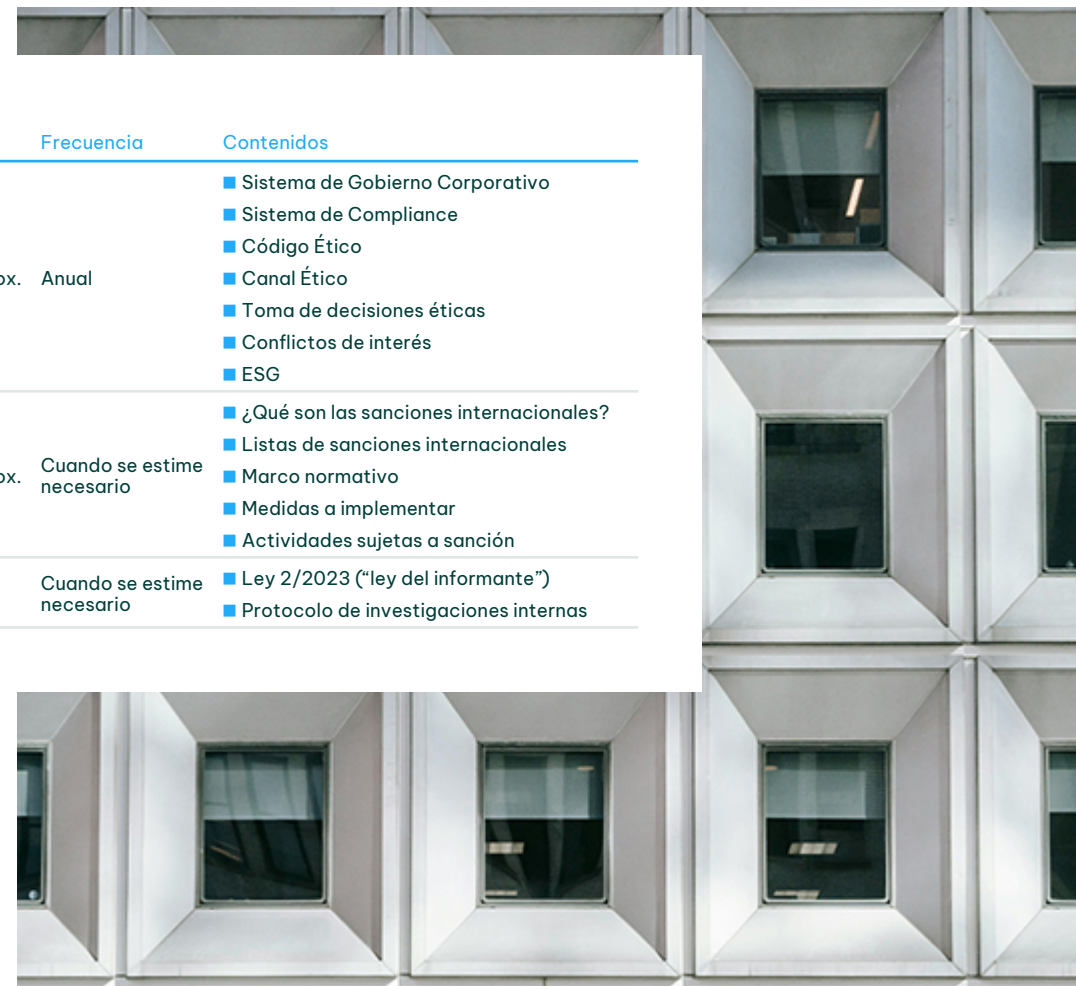 Frecuencia Contenidos
■ Sistema de Gobierno Corporativo
■ Sistema de Compliance
■ Código Ético
Anual ■ Canal Ético
■ Toma de decisiones éticas
■ Conflictos de interés
■ ESG
■ ¿Qué son las sanciones internacionales?
■ Listas de sanciones internacionales
Cuando se estime
necesario
■ Marco normativo
■ Medidas a implementar
■ Actividades sujetas a sanción
Cuando se estime
necesario
■ Ley 2/2023 (“ley del informante”)
■ Protocolo de investigaciones internas